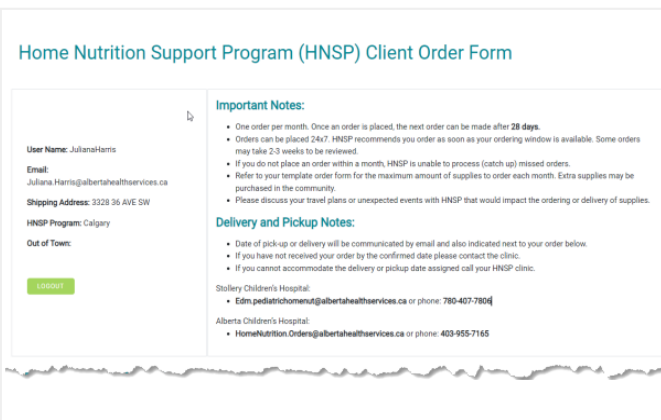 Home Nutrition Support Program (HNSP) Client Order Form
User Name: JulianaHarris
Email:
Juliana.Harris@albertahealthservices.ca
Shipping Address: 3328 36 AVE SW
HNSP Program: Calgary
Out of Town:
LOGOUT
Important Notes:
• One order per month. Once an order is placed, the next order can be made after 28 days.
• Orders can be placed 24x7. HNSP recommends you order as soon as your ordering window is available. Some orders
may take 2-3 weeks to be reviewed.
• If you do not place an order within a month, HNSP is unable to process (catch up) missed orders.
• Refer to your template order form for the maximum amount of supplies to order each month. Extra supplies may be
purchased in the community.
• Please discuss your travel plans or unexpected events with HNSP that would impact the ordering or delivery of supplies.
Delivery and Pickup Notes:
• Date of pick-up or delivery will be communicated by email and also indicated next to your order below.
• If you have not received your order by the confirmed date please contact the clinic.
• If you cannot accommodate the delivery or pickup date assigned call your HNSP clinic.
Stollery Children's Hospital:
• Edm.pediatrichomenut@albertahealthservices.ca or phone: 780-407-7806
Alberta Children's Hospital:
• HomeNutrition.Orders@albertahealthservices.ca or phone: 403-955-7165